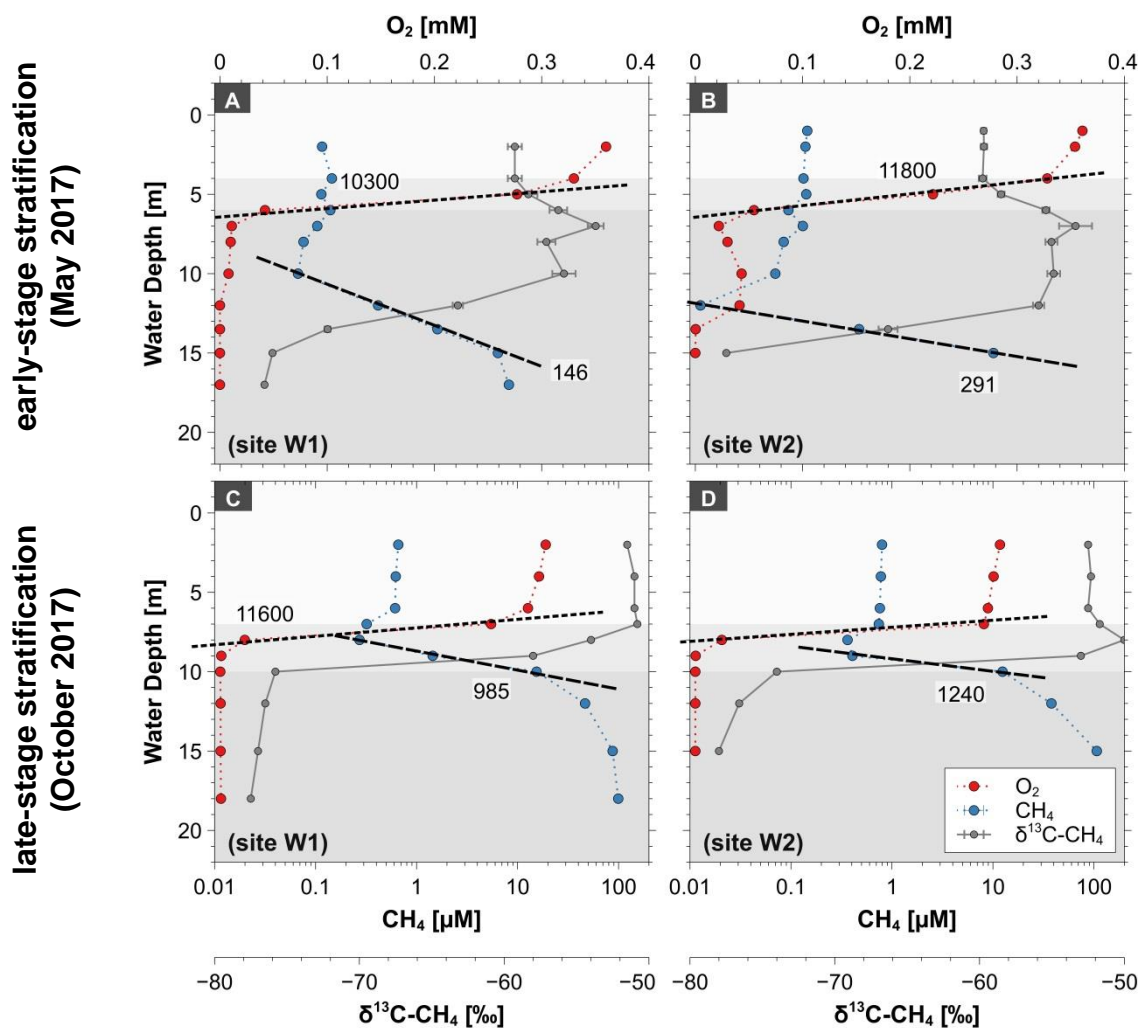 O₂ [mM]
O₂ [mM]
0 0.1 0.2 0.3 0.4
0 0.1 0.2 0.3 0.4
early-stage stratification
(May 2017)
Water Depth [m]
0
5
10
15
20
A
10300
146
(site W1)
B
11800
291
(site W2)
late-stage stratification
(October 2017)
Water Depth [m]
0
5
10
15
20
C
11600
985
(site W1)
D
1240
O₂
CH₄
δ¹³C-CH₄
(site W2)
0.01 0.1 1 10 100
0.1 1 10 100
CH₄ [µM]
CH₄ [µM]
−80 −70 −60 −50
−80 −70 −60 −50
δ¹³C-CH₄ [‰]
δ¹³C-CH₄ [‰]